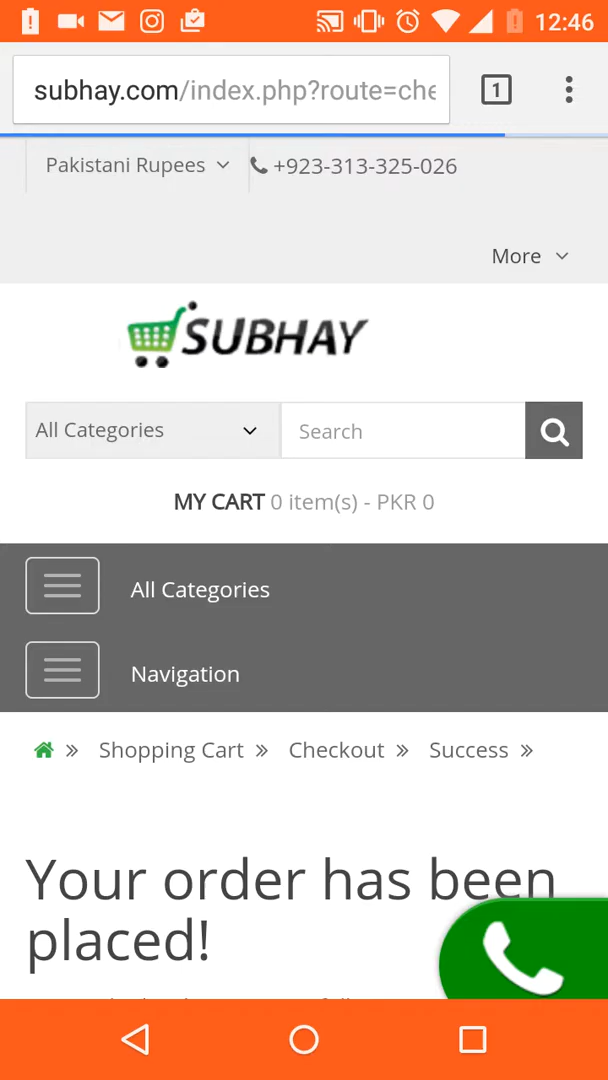 12:46
subhay.com/index.php?route=che
1
Pakistani Rupees
+923-313-325-026
More
SUBHAY
All Categories
Search
MY CART 0 item(s) - PKR 0
All Categories
Navigation
Shopping Cart » Checkout » Success »
Your order has been
placed!